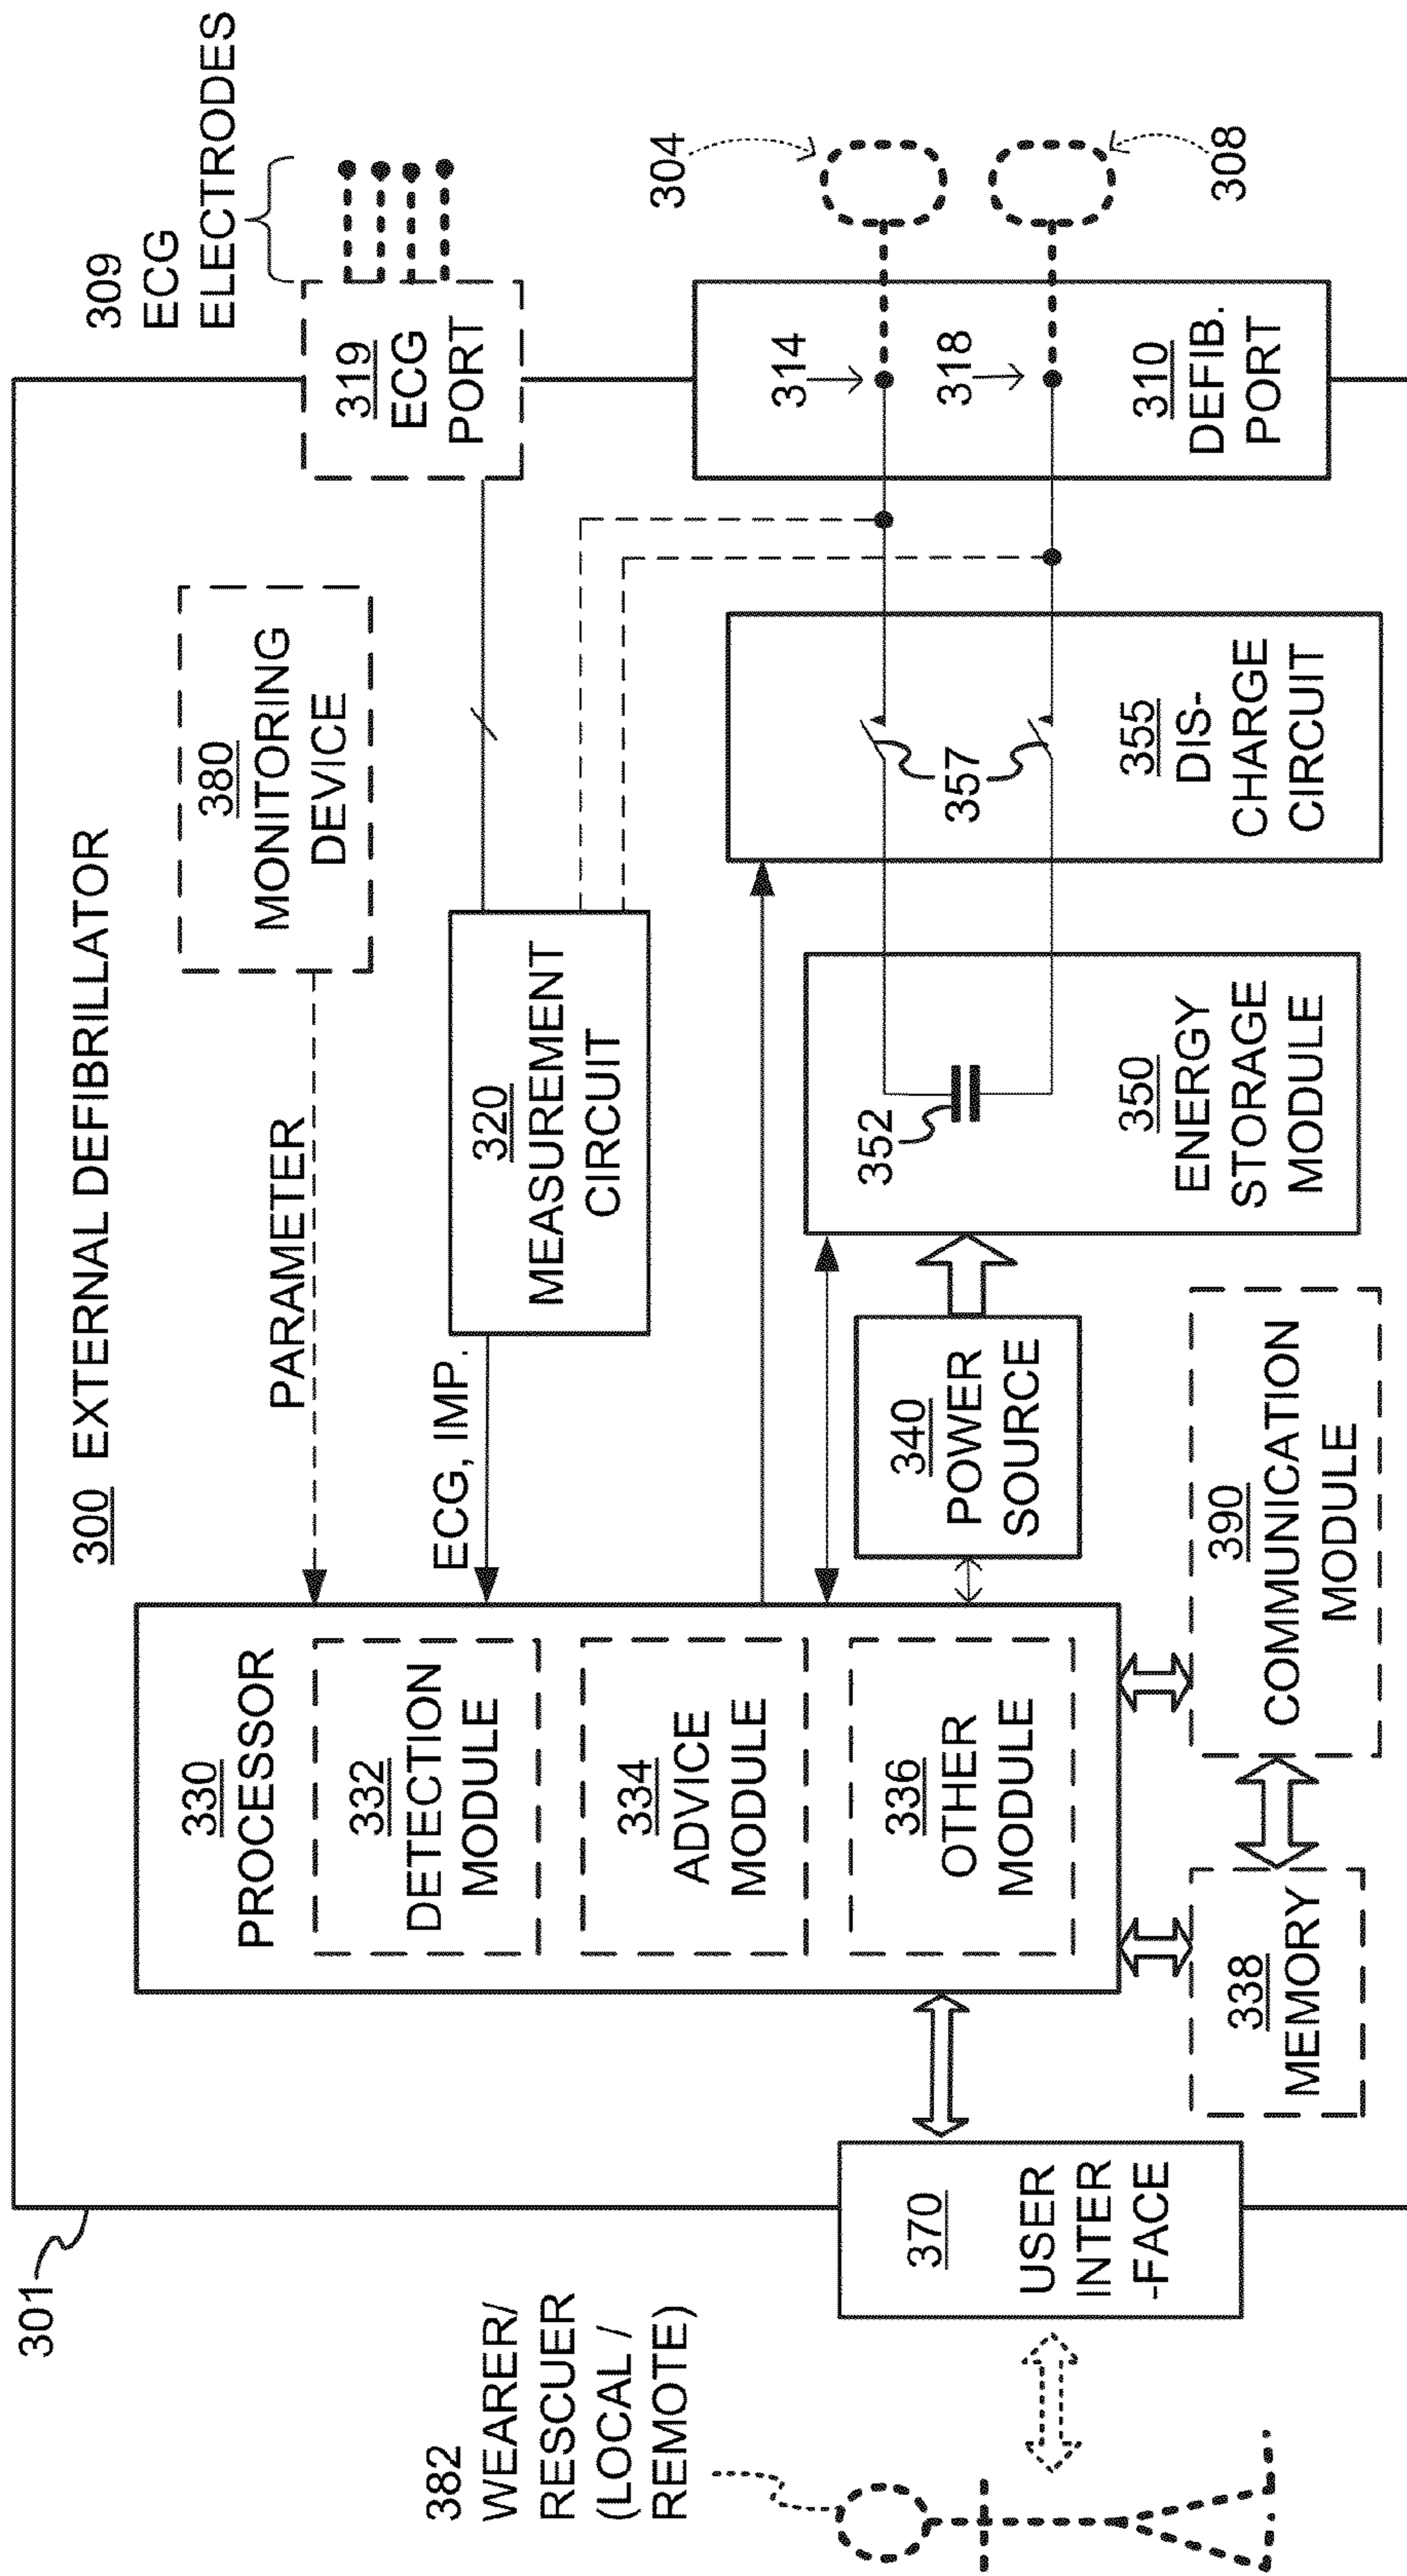 300 EXTERNAL DEFIBRILLATOR
301
309
ECG
ELECTRODES
319
ECG
PORT
380
MONITORING
DEVICE
PARAMETER
320
MEASUREMENT
CIRCUIT
ECG, IMP.
330
PROCESSOR
332
DETECTION
MODULE
334
ADVICE
MODULE
336
OTHER
MODULE
304
308
314
318
310
DEFIB.
PORT
357
355
DIS-
CHARGE
CIRCUIT
352
350
ENERGY
STORAGE
MODULE
340
POWER
SOURCE
390
COMMUNICATION
MODULE
338
MEMORY
370
USER
INTER
-FACE
382
WEARER/
RESCUER
(LOCAL /
REMOTE)